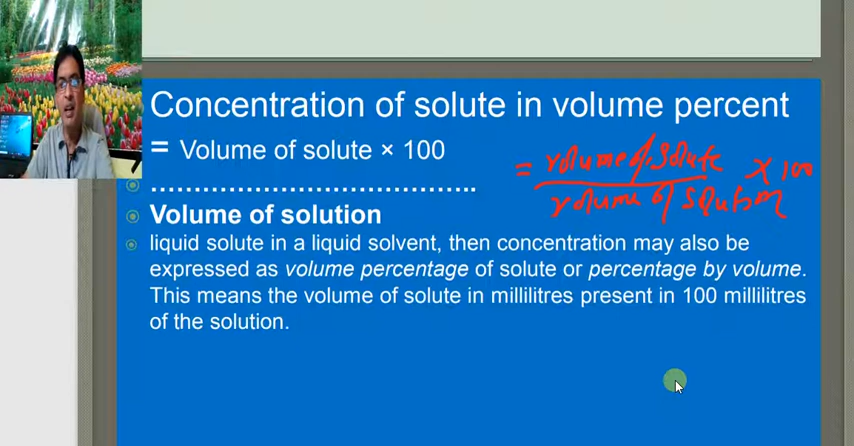 Concentration of solute in volume percent
= Volume of solute × 100
.....................................
Volume of solution
= volume of solute × 100
volume of solution
liquid solute in a liquid solvent, then concentration may also be
expressed as volume percentage of solute or percentage by volume.
This means the volume of solute in millilitres present in 100 millilitres
of the solution.